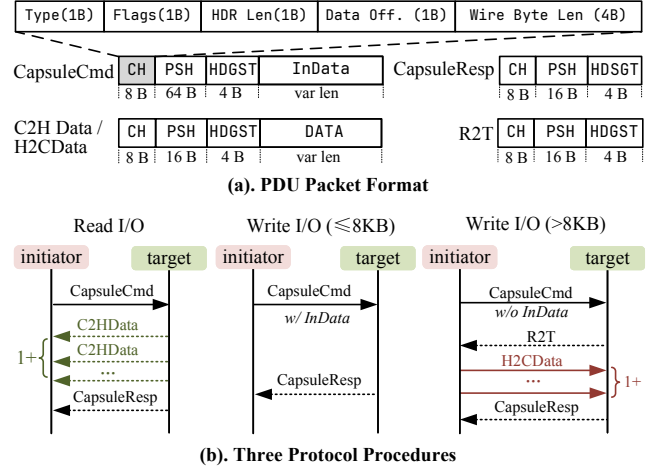 Type(1B) Flags(1B) HDR Len(1B) Data Off. (1B) Wire Byte Len (4B)
CapsuleCmd CH PSH HDGST InData CapsuleResp CH PSH HDSGT
8 B 64 B 4 B var len 8 B 16 B 4 B
C2H Data / H2CData CH PSH HDGST DATA R2T CH PSH HDGST
8 B 16 B 4 B var len 8 B 16 B 4 B
(a). PDU Packet Format
Read I/O Write I/O (≤8KB) Write I/O (>8KB)
initiator target initiator target initiator target
CapsuleCmd CapsuleCmd CapsuleCmd
w/ InData w/o InData
C2HData R2T
1+ C2HData H2CData
... ... 1+
CapsuleResp CapsuleResp CapsuleResp
(b). Three Protocol Procedures